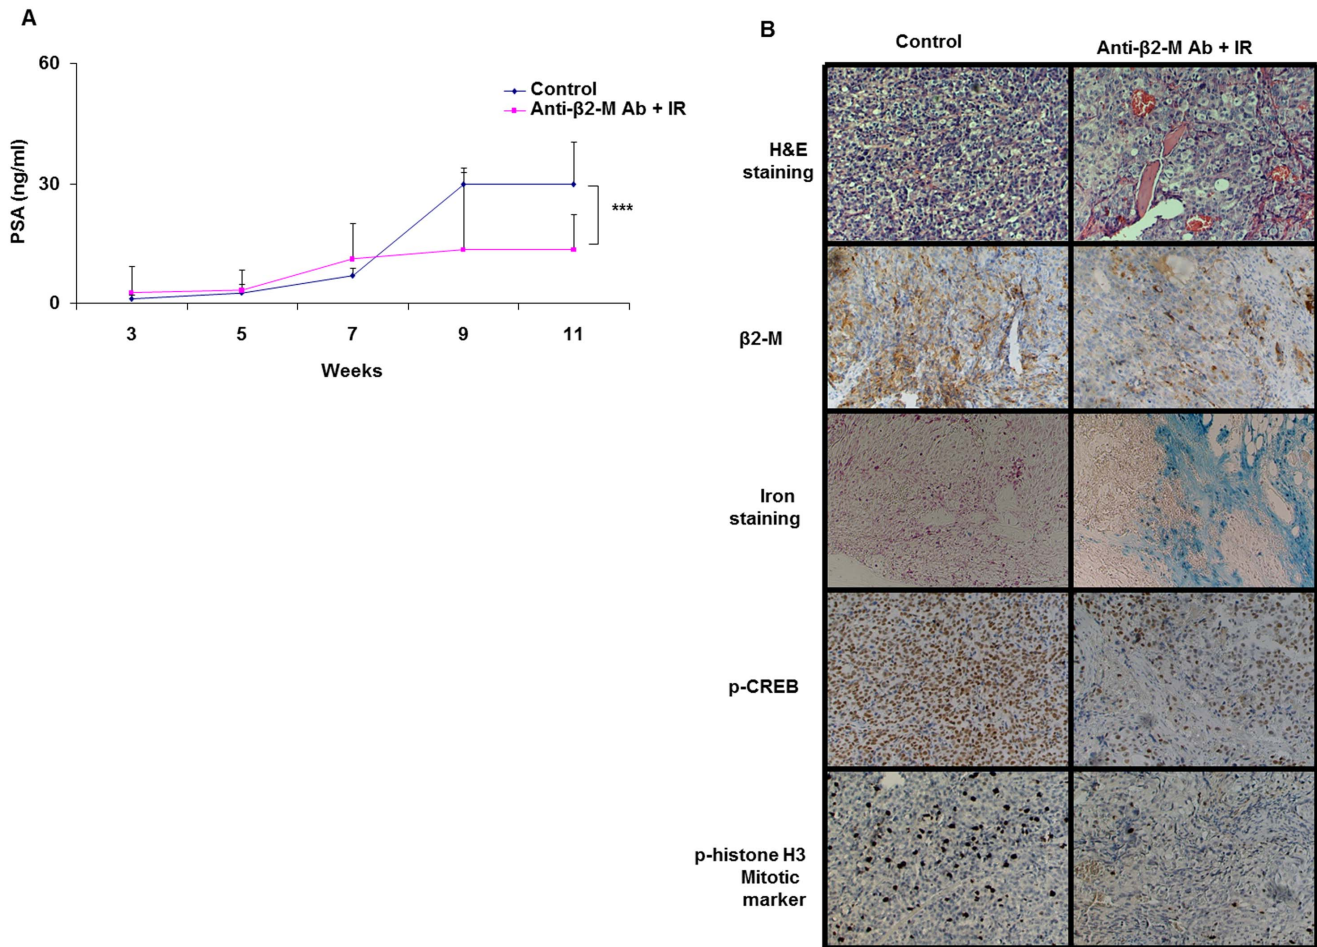 A
60
30
0
PSA (ng/ml)
Control
Anti-β2-M Ab + IR
***
3 5 7 9 11
Weeks
B
Control Anti-β2-M Ab + IR
H&E
staining
β2-M
Iron
staining
p-CREB
p-histone H3
Mitotic
marker